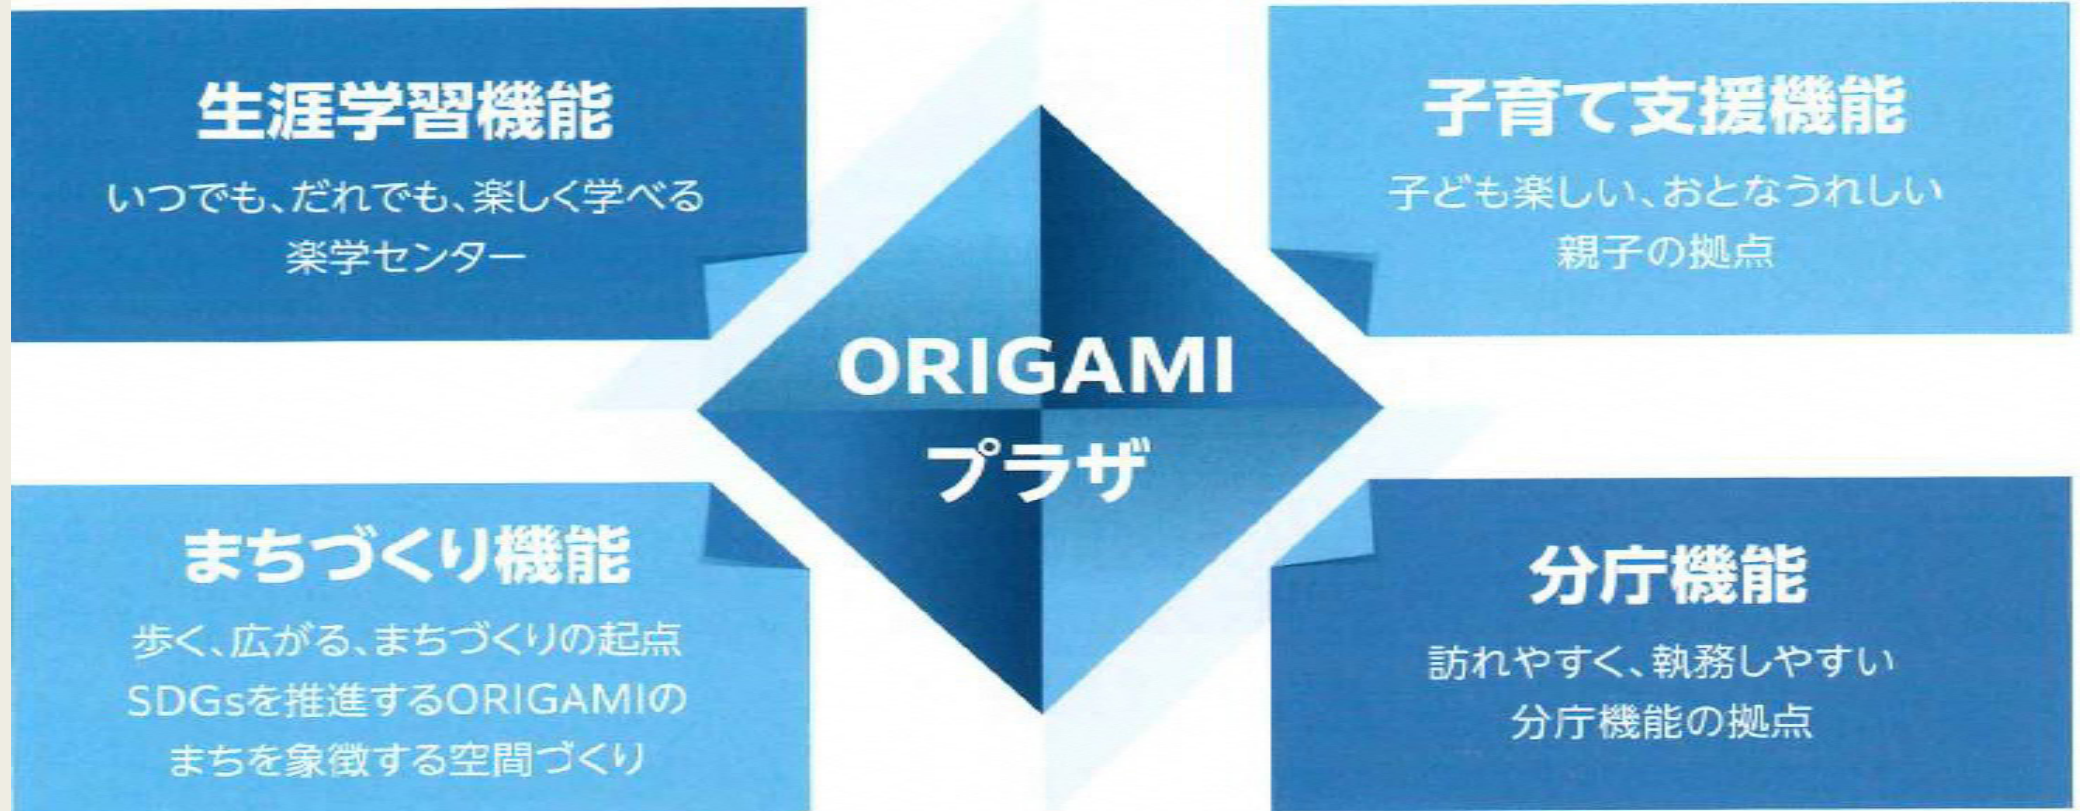 生涯学習機能
いつでも、だれでも、楽しく学べる
楽学センター
子育て支援機能
子ども楽しい、おとなうれしい
親子の拠点
ORIGAMI
プラザ
まちづくり機能
歩く、広がる、まちづくりの起点
SDGsを推進するORIGAMIの
まちを象徴する空間づくり
分庁機能
訪れやすく、執務しやすい
分庁機能の拠点